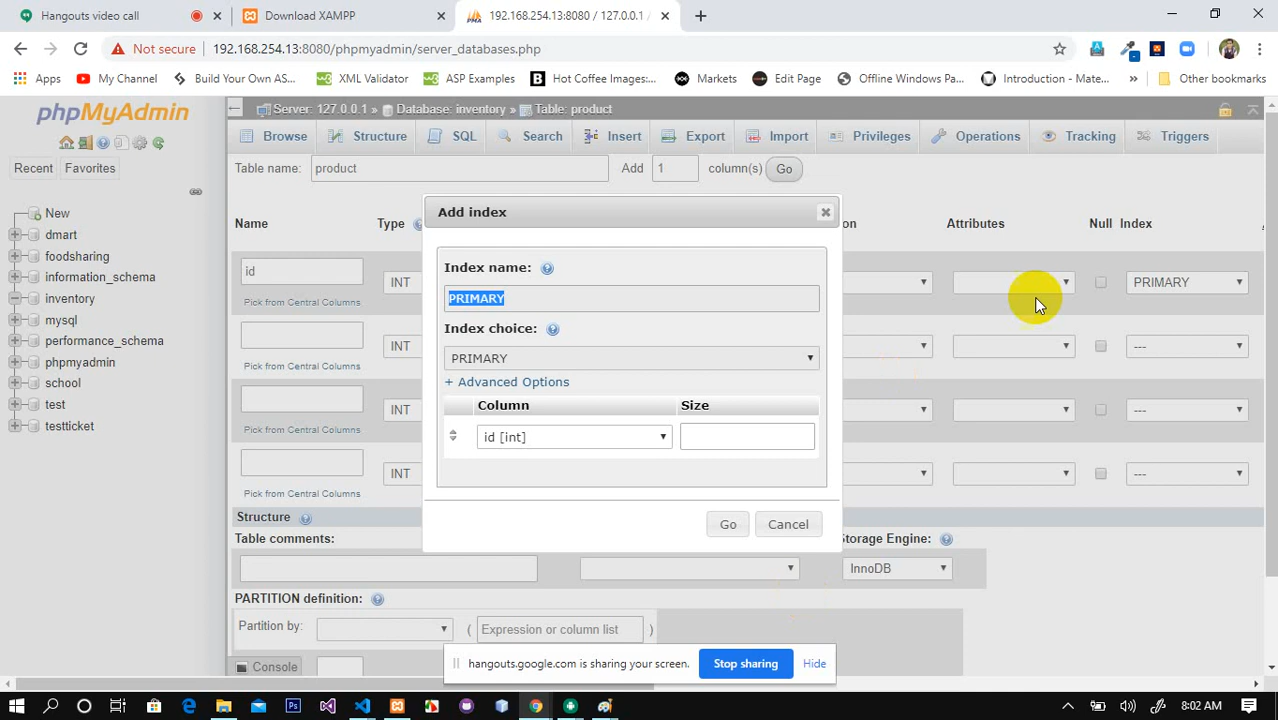 Hangouts video call
Download XAMPP
192.168.254.13:8080 / 127.0.0.1
Not secure
192.168.254.13:8080/phpmyadmin/server_databases.php
Apps
My Channel
Build Your Own AS...
XML Validator
ASP Examples
Hot Coffee Images:...
Markets
Edit Page
Offline Windows Pa...
Introduction - Mate...
Other bookmarks
phpMyAdmin
Recent
Favorites
New
dmart
foodsharing
information_schema
inventory
mysql
performance_schema
phpmyadmin
school
test
testticket
Server: 127.0.0.1 » Database: inventory » Table: product
Browse
Structure
SQL
Search
Insert
Export
Import
Privileges
Operations
Tracking
Triggers
Table name:
product
Add
1
column(s)
Go
Name
Type
Attributes
Null
Index
id
INT
PRIMARY
Pick from Central Columns
INT
---
Pick from Central Columns
INT
---
Pick from Central Columns
INT
---
Pick from Central Columns
Add index
Index name:
PRIMARY
Index choice:
PRIMARY
+ Advanced Options
Column
Size
id [int]
Go
Cancel
Structure
Table comments:
Storage Engine:
InnoDB
PARTITION definition:
Partition by:
(
Expression or column list
)
Console
hangouts.google.com is sharing your screen.
Stop sharing
Hide
8:02 AM